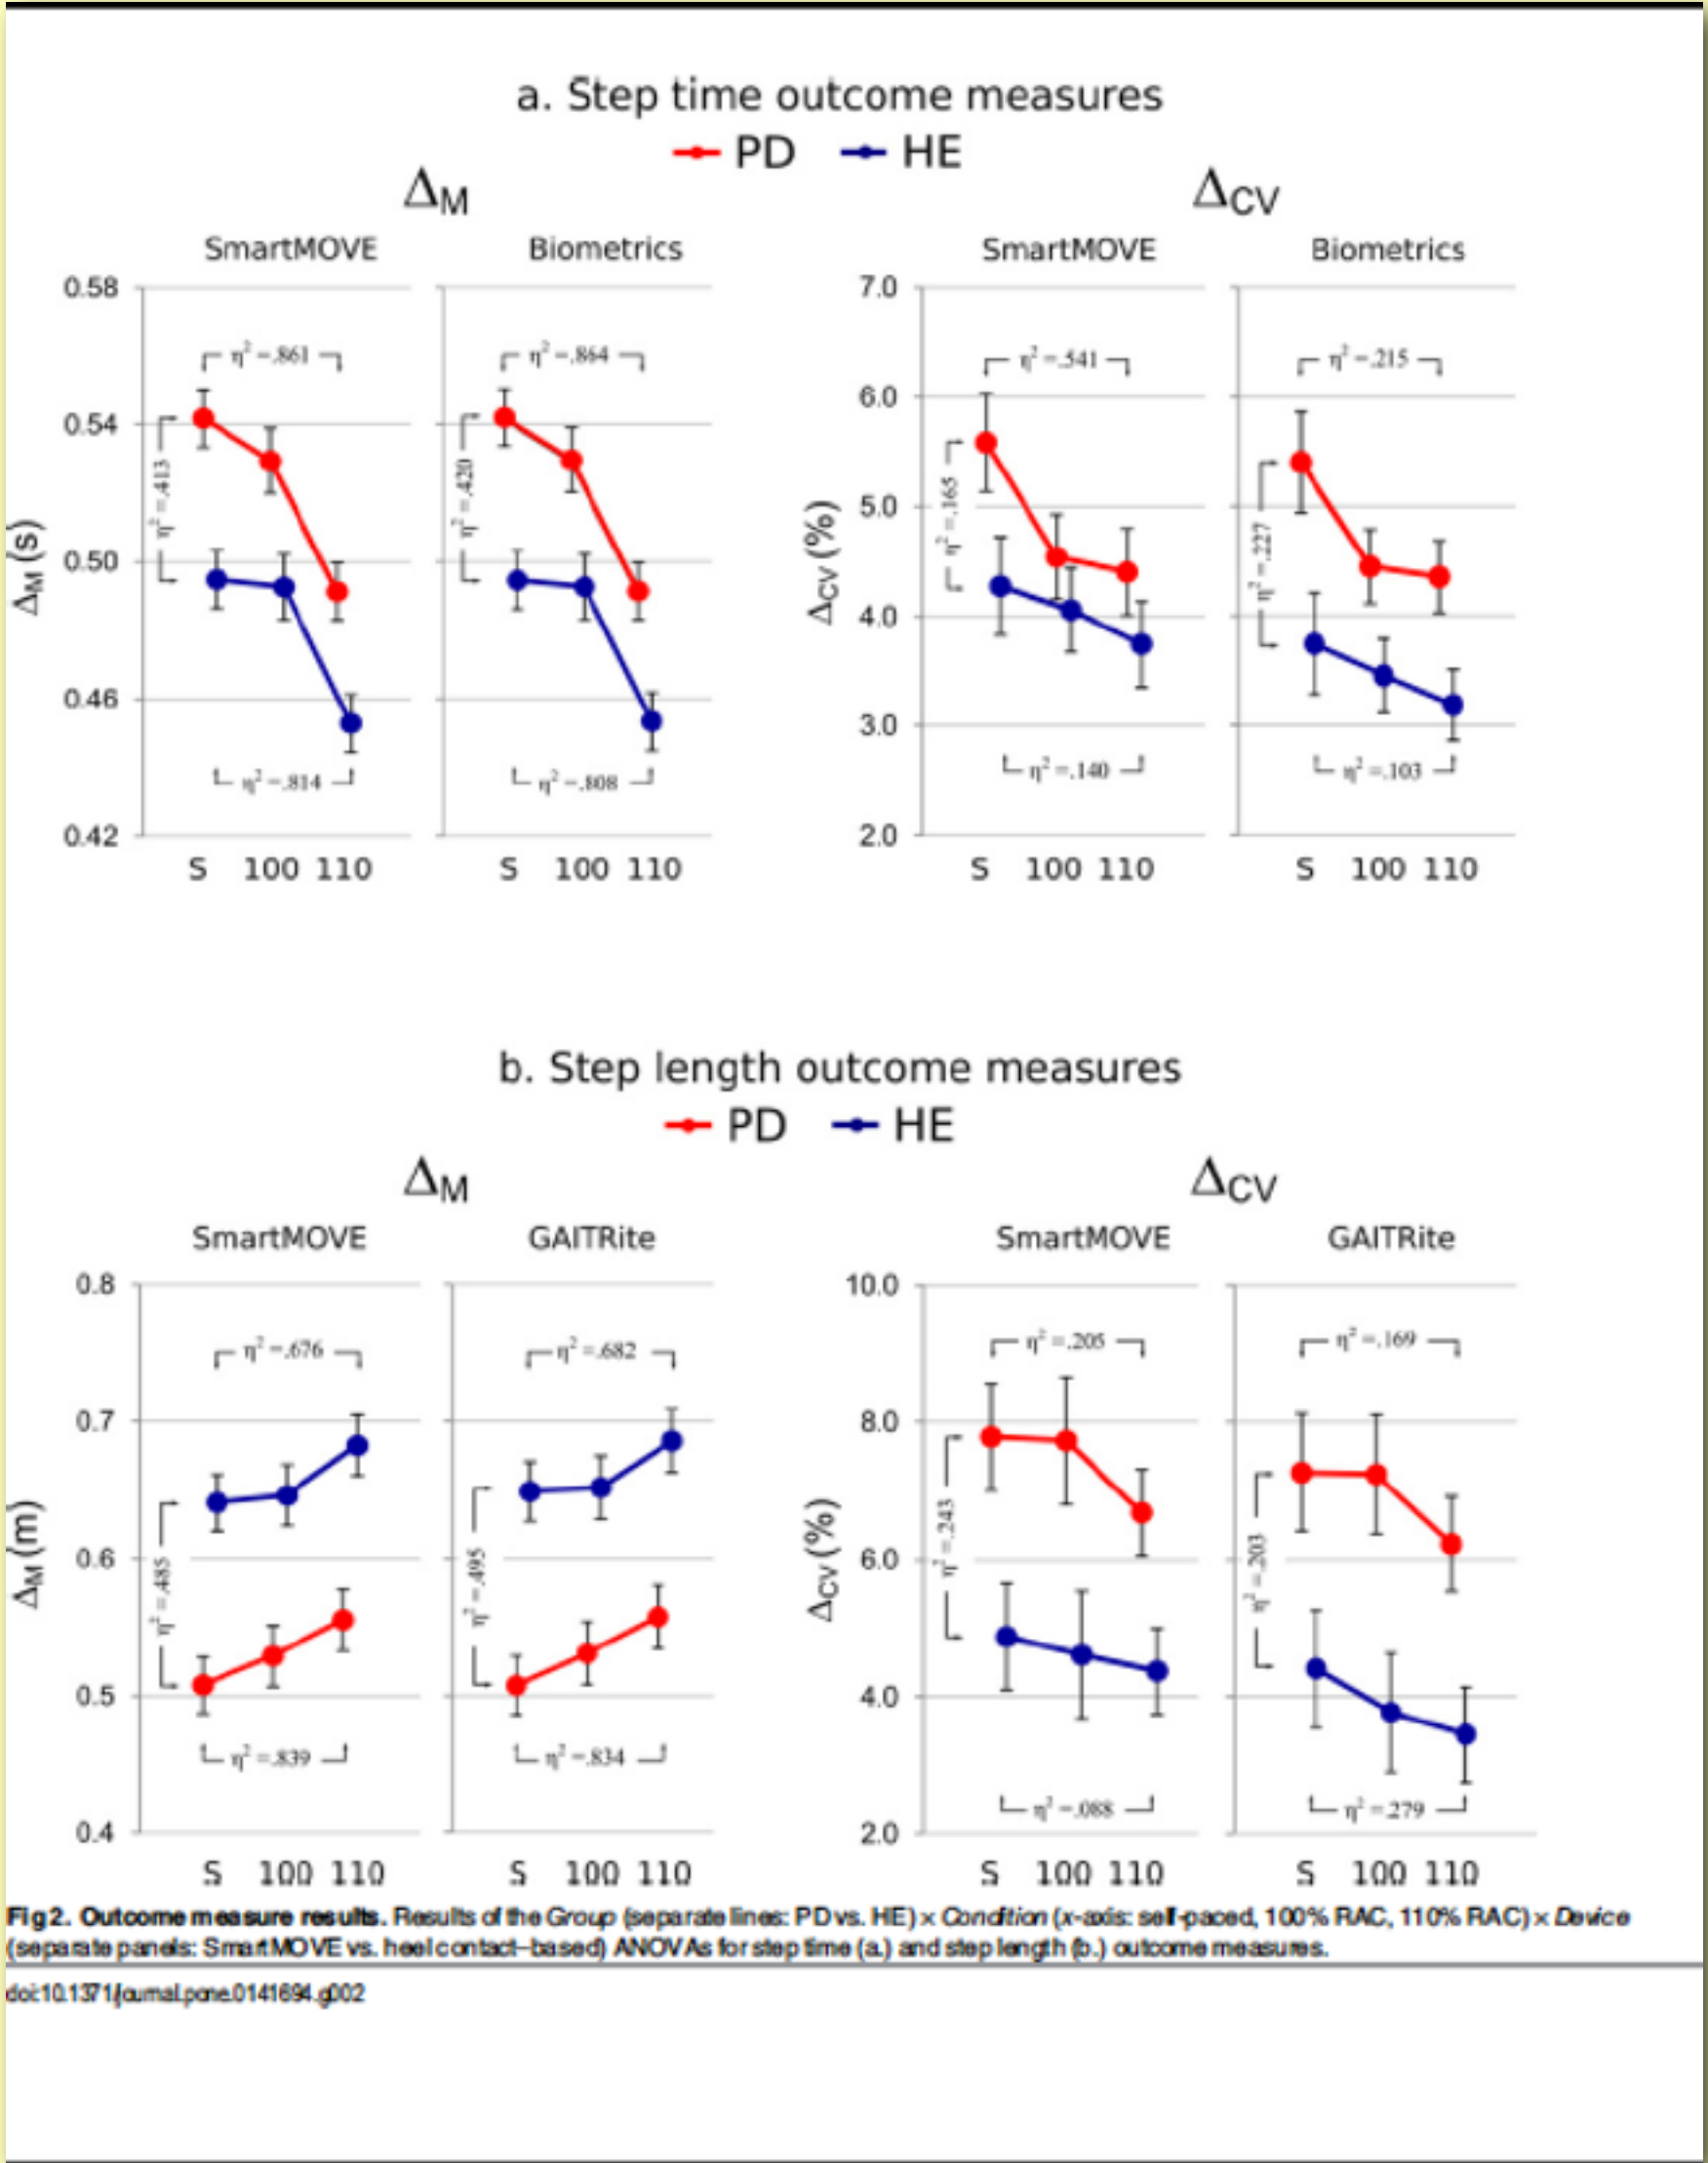 a. Step time outcome measures
PD HE
ΔM ΔCV
SmartMOVE Biometrics SmartMOVE Biometrics
0.58
0.54
0.50
0.46
0.42
ΔM (s)
η²=.861
η²=.413
η²=.814
η²=.864
η²=.420
η²=.808
S 100 110 S 100 110
7.0
6.0
5.0
4.0
3.0
2.0
ΔCV (%)
η²=.541
η²=.165
η²=.140
η²=.215
η²=.227
η²=.103
S 100 110 S 100 110
b. Step length outcome measures
PD HE
ΔM ΔCV
SmartMOVE GAITRite SmartMOVE GAITRite
0.8
0.7
0.6
0.5
0.4
ΔM (m)
η²=.676
η²=.485
η²=.839
η²=.682
η²=.495
η²=.834
S 100 110 S 100 110
10.0
8.0
6.0
4.0
2.0
ΔCV (%)
η²=.205
η²=.243
η²=.088
η²=.169
η²=.203
η²=.279
S 100 110 S 100 110
Fig 2. Outcome measure results. Results of the Group (separate lines: PD vs. HE) × Condition (x-axis: self-paced, 100% RAC, 110% RAC) × Device
(separate panels: SmartMOVE vs. heel contact–based) ANOVAs for step time (a.) and step length (b.) outcome measures.
doi:10.1371/journal.pone.0141694.g002